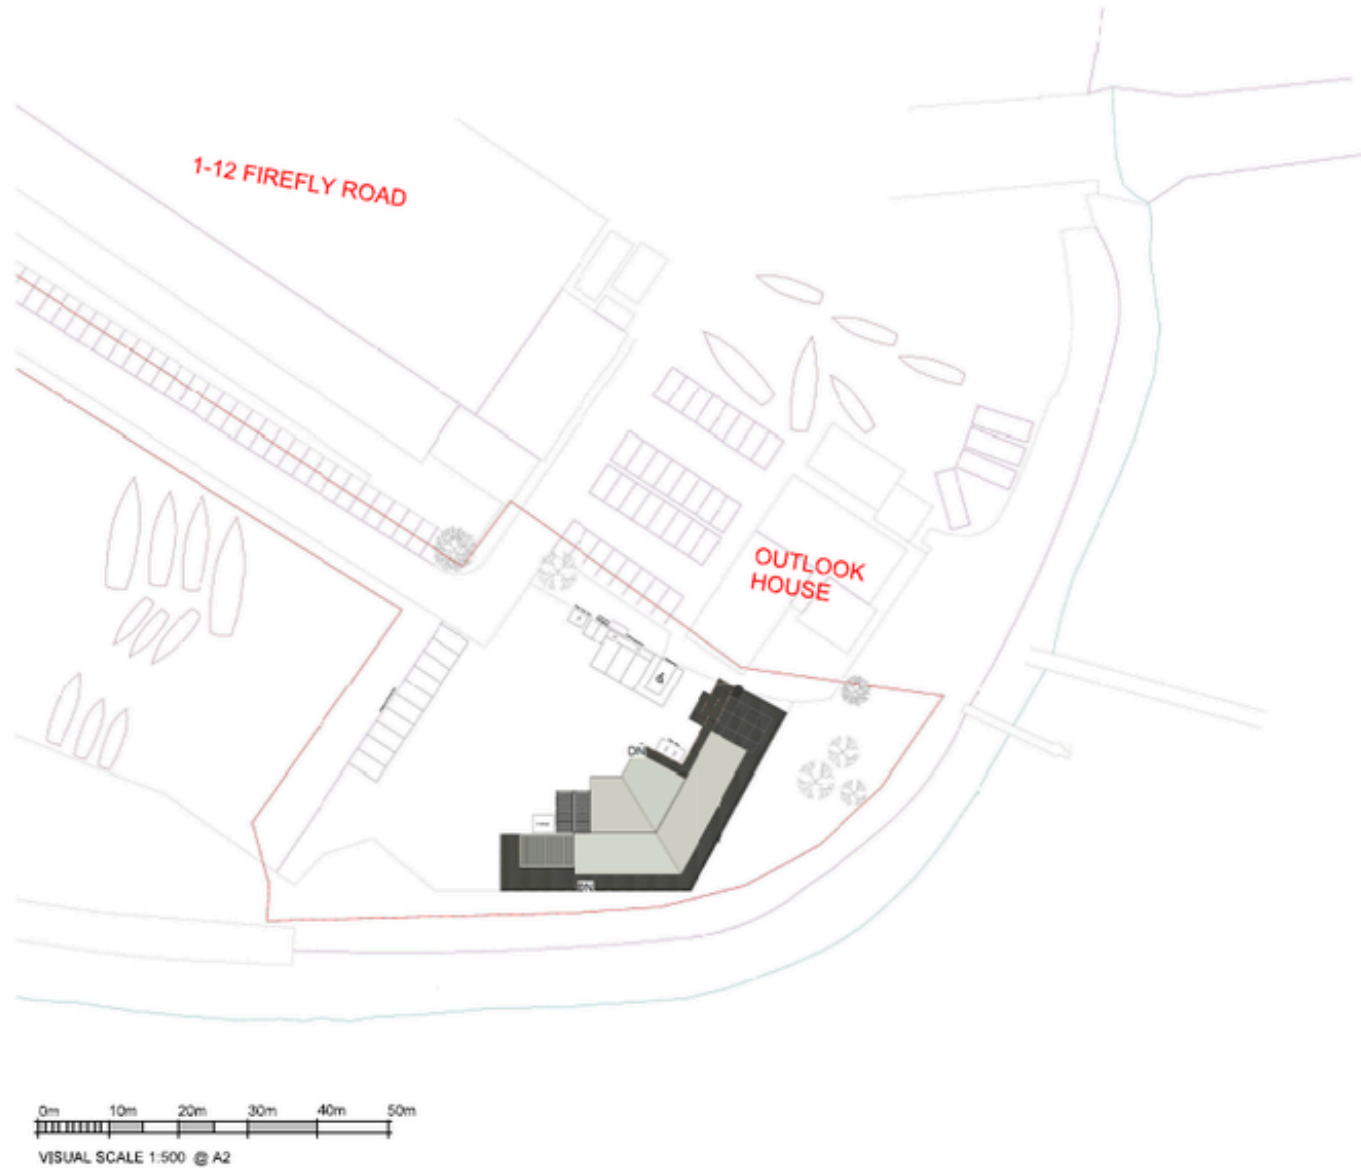 1-12 FIREFLY ROAD
OUTLOOK
HOUSE
DN
DN
0m 10m 20m 30m 40m 50m
VISUAL SCALE 1:500 @ A2